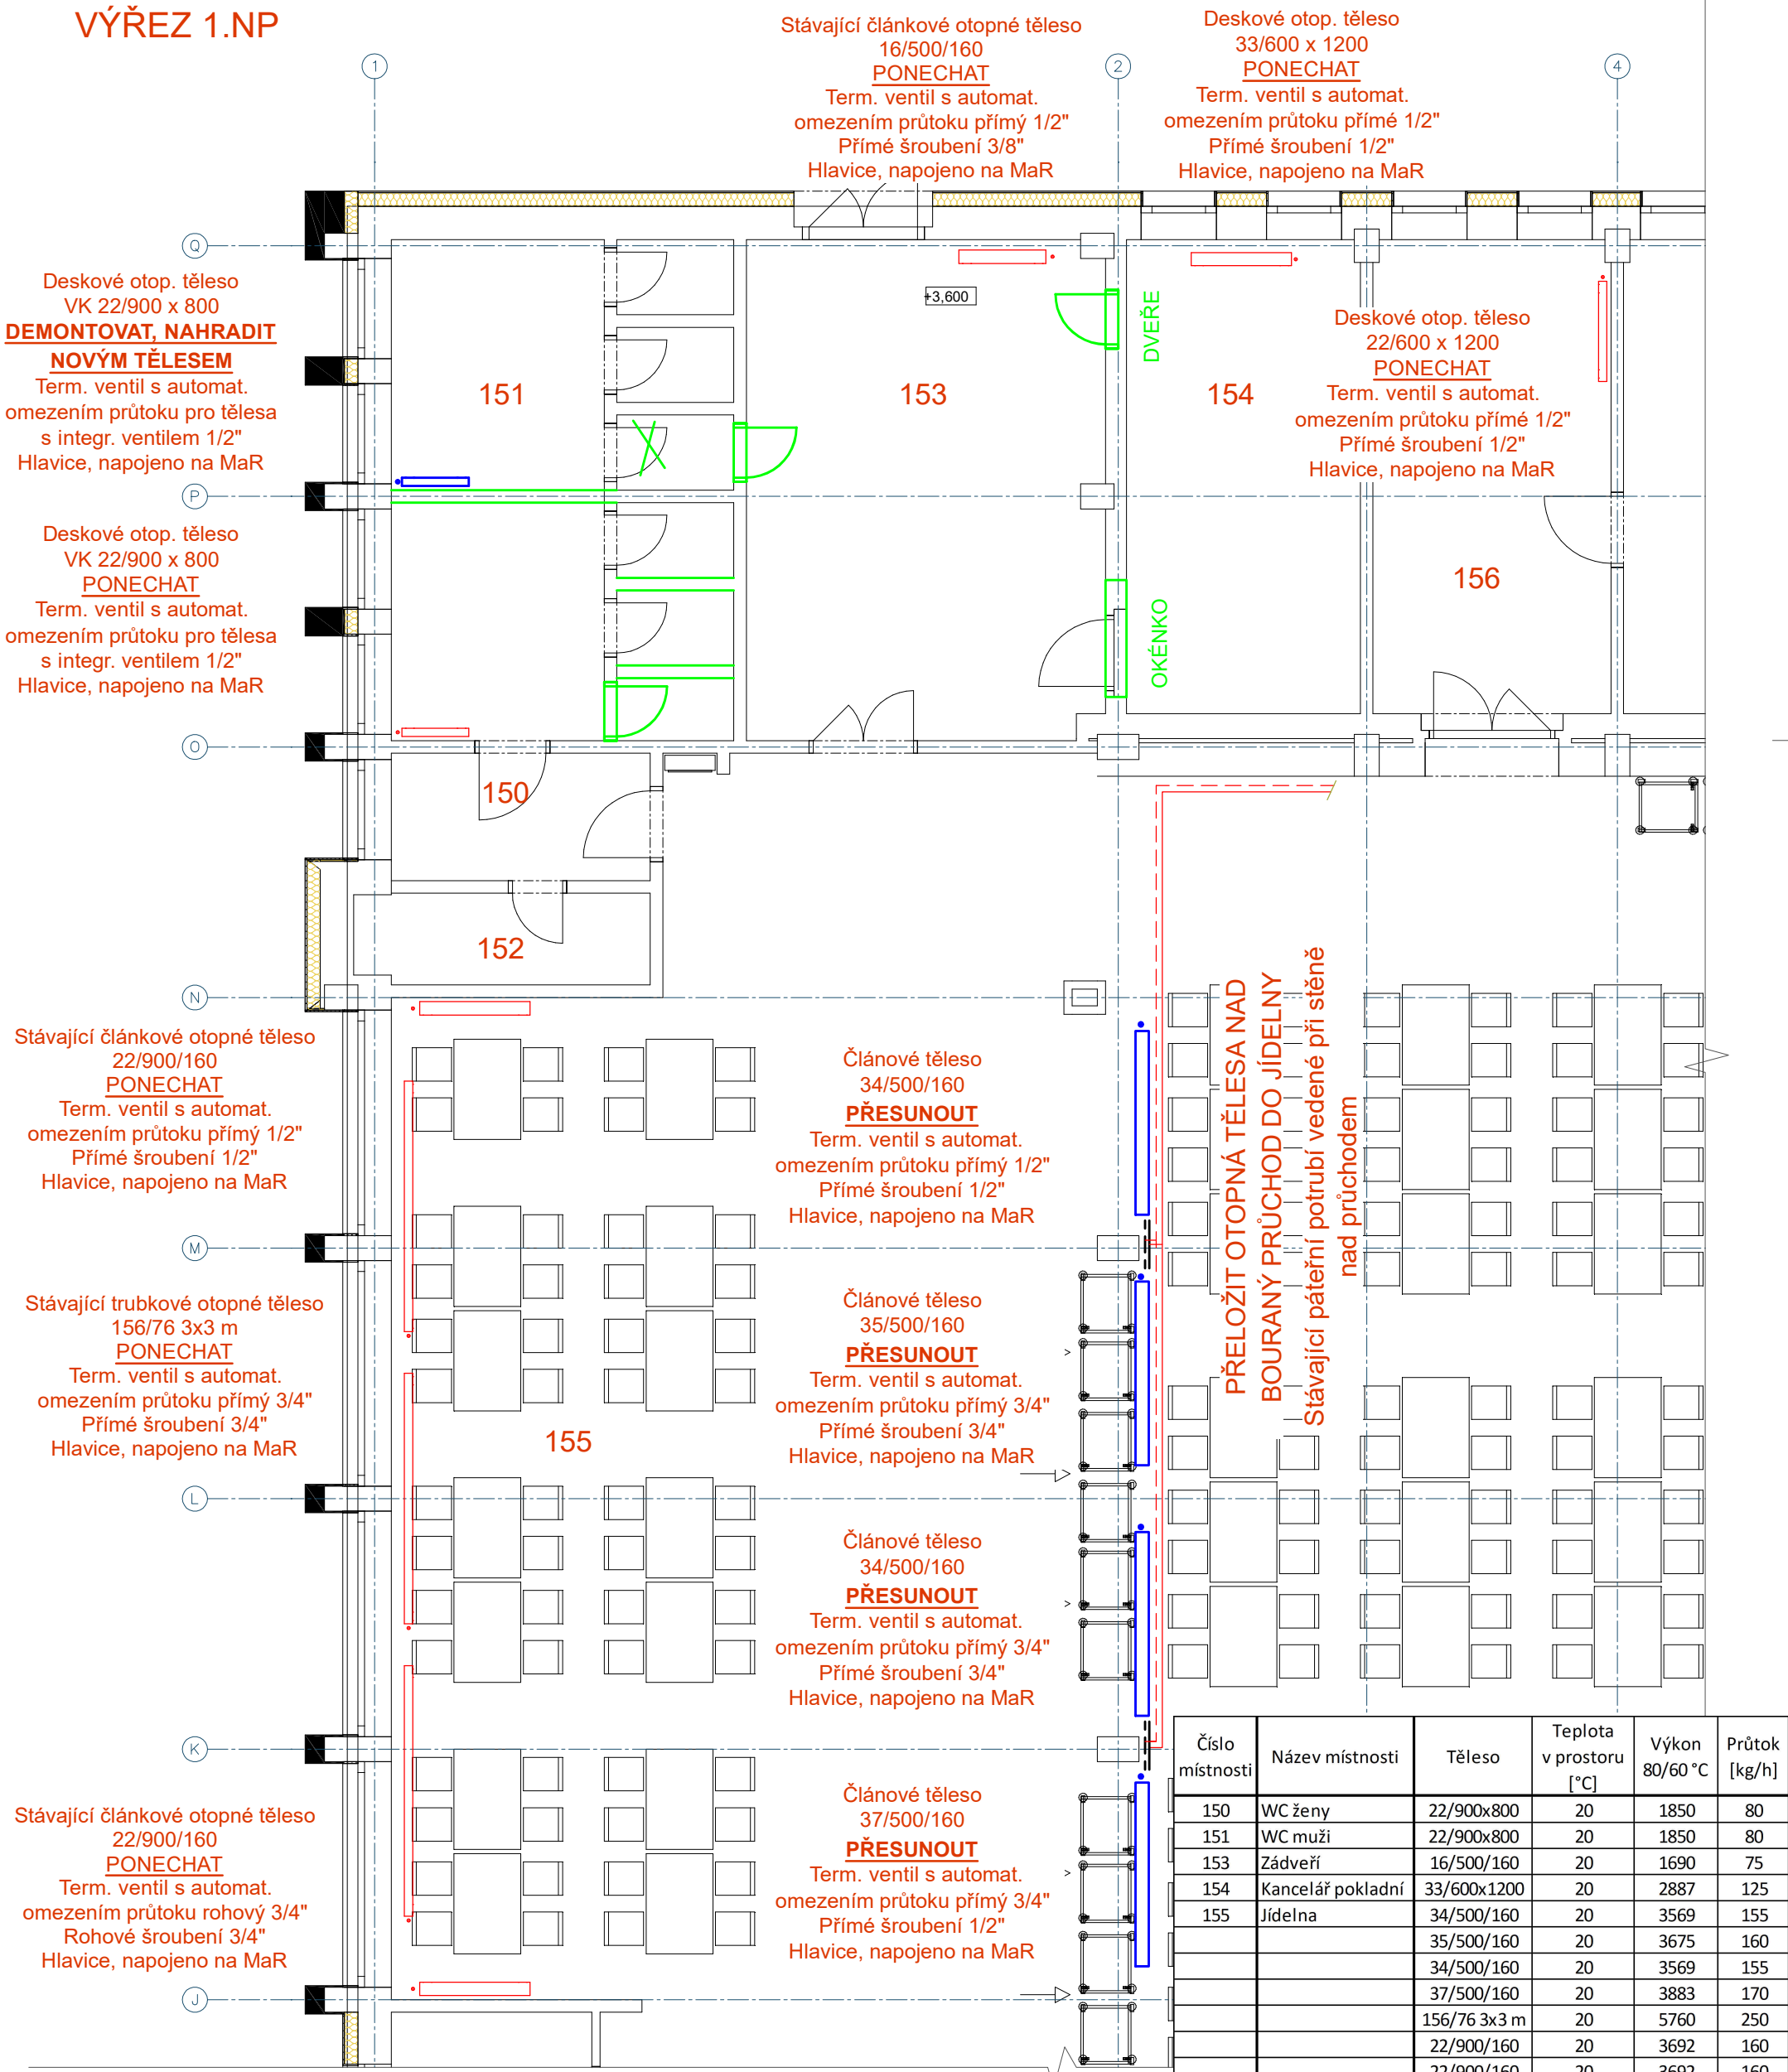 VÝŘEZ 1.NP
Stávající článkové otopné těleso
16/500/160
PONECHAT
Term. ventil s automat.
omezením průtoku přímý 1/2"
Přímé šroubení 3/8"
Hlavice, napojeno na MaR
Deskové otop. těleso
33/600 x 1200
PONECHAT
Term. ventil s automat.
omezením průtoku přímé 1/2"
Přímé šroubení 1/2"
Hlavice, napojeno na MaR
1
2
4
Q
Deskové otop. těleso
VK 22/900 x 800
DEMONTOVAT, NAHRADIT
NOVÝM TĚLESEM
Term. ventil s automat.
omezením průtoku pro tělesa
s integr. ventilem 1/2"
Hlavice, napojeno na MaR
P
+3,600
DVEŘE
Deskové otop. těleso
22/600 x 1200
PONECHAT
Term. ventil s automat.
omezením průtoku přímé 1/2"
Přímé šroubení 1/2"
Hlavice, napojeno na MaR
151
153
154
156
OKÉNKO
Deskové otop. těleso
VK 22/900 x 800
PONECHAT
Term. ventil s automat.
omezením průtoku pro tělesa
s integr. ventilem 1/2"
Hlavice, napojeno na MaR
O
150
152
N
Stávající článkové otopné těleso
22/900/160
PONECHAT
Term. ventil s automat.
omezením průtoku přímý 1/2"
Přímé šroubení 1/2"
Hlavice, napojeno na MaR
Článové těleso
34/500/160
PŘESUNOUT
Term. ventil s automat.
omezením průtoku přímý 1/2"
Přímé šroubení 1/2"
Hlavice, napojeno na MaR
PŘELOŽIT OTOPNÁ TĚLESA NAD
BOURANÝ PRŮCHOD DO JÍDELNY
Stávající páteřní potrubí vedené při stěně
nad průchodem
M
Stávající trubkové otopné těleso
156/76 3x3 m
PONECHAT
Term. ventil s automat.
omezením průtoku přímý 3/4"
Přímé šroubení 3/4"
Hlavice, napojeno na MaR
Článové těleso
35/500/160
PŘESUNOUT
Term. ventil s automat.
omezením průtoku přímý 3/4"
Přímé šroubení 3/4"
Hlavice, napojeno na MaR
155
L
Článové těleso
34/500/160
PŘESUNOUT
Term. ventil s automat.
omezením průtoku přímý 3/4"
Přímé šroubení 3/4"
Hlavice, napojeno na MaR
K
Stávající článkové otopné těleso
22/900/160
PONECHAT
Term. ventil s automat.
omezením průtoku rohový 3/4"
Rohové šroubení 3/4"
Hlavice, napojeno na MaR
Článové těleso
37/500/160
PŘESUNOUT
Term. ventil s automat.
omezením průtoku přímý 3/4"
Přímé šroubení 1/2"
Hlavice, napojeno na MaR
J
Číslo místnosti Název místnosti Těleso Teplota v prostoru [°C] Výkon 80/60 °C Průtok [kg/h]
150 WC ženy 22/900x800 20 1850 80
151 WC muži 22/900x800 20 1850 80
153 Zádveří 16/500/160 20 1690 75
154 Kancelář pokladní 33/600x1200 20 2887 125
155 Jídelna 34/500/160 20 3569 155
35/500/160 20 3675 160
34/500/160 20 3569 155
37/500/160 20 3883 170
156/76 3x3 m 20 5760 250
22/900/160 20 3692 160
22/900/160 20 3692 160